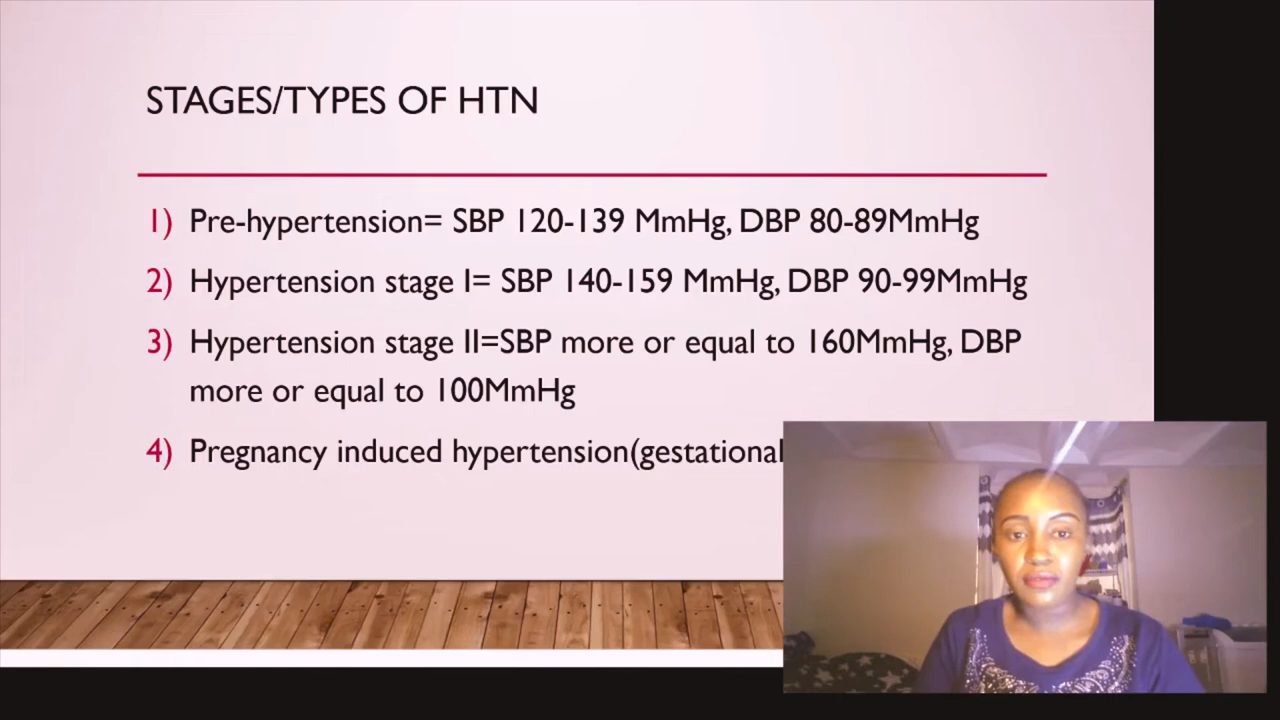 STAGES/TYPES OF HTN
1) Pre-hypertension= SBP 120-139 MmHg, DBP 80-89MmHg
2) Hypertension stage I= SBP 140-159 MmHg, DBP 90-99MmHg
3) Hypertension stage II=SBP more or equal to 160MmHg, DBP
more or equal to 100MmHg
4) Pregnancy induced hypertension(gestational